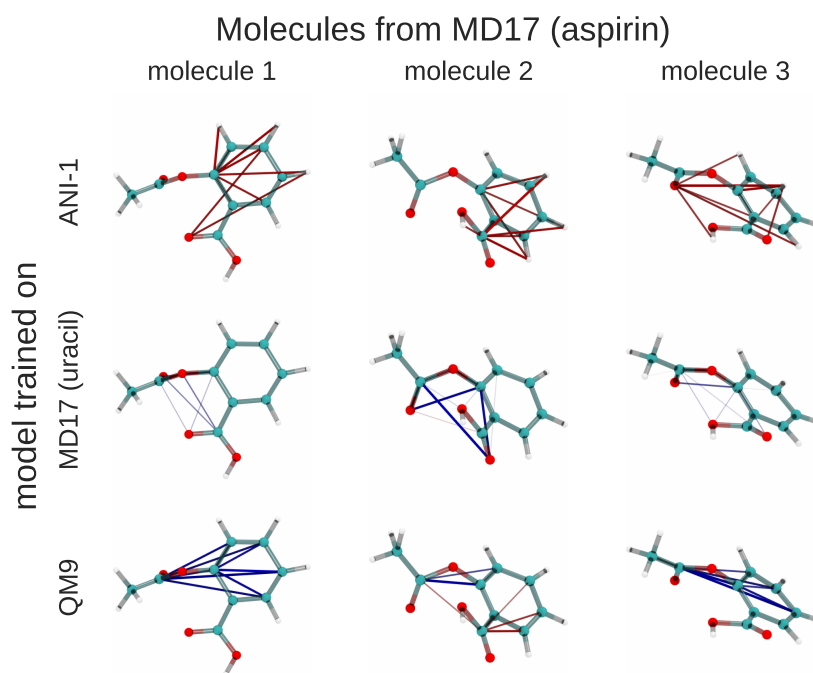 Molecules from MD17 (aspirin)
molecule 1
molecule 2
molecule 3
model trained on
ANI-1
MD17 (uracil)
QM9